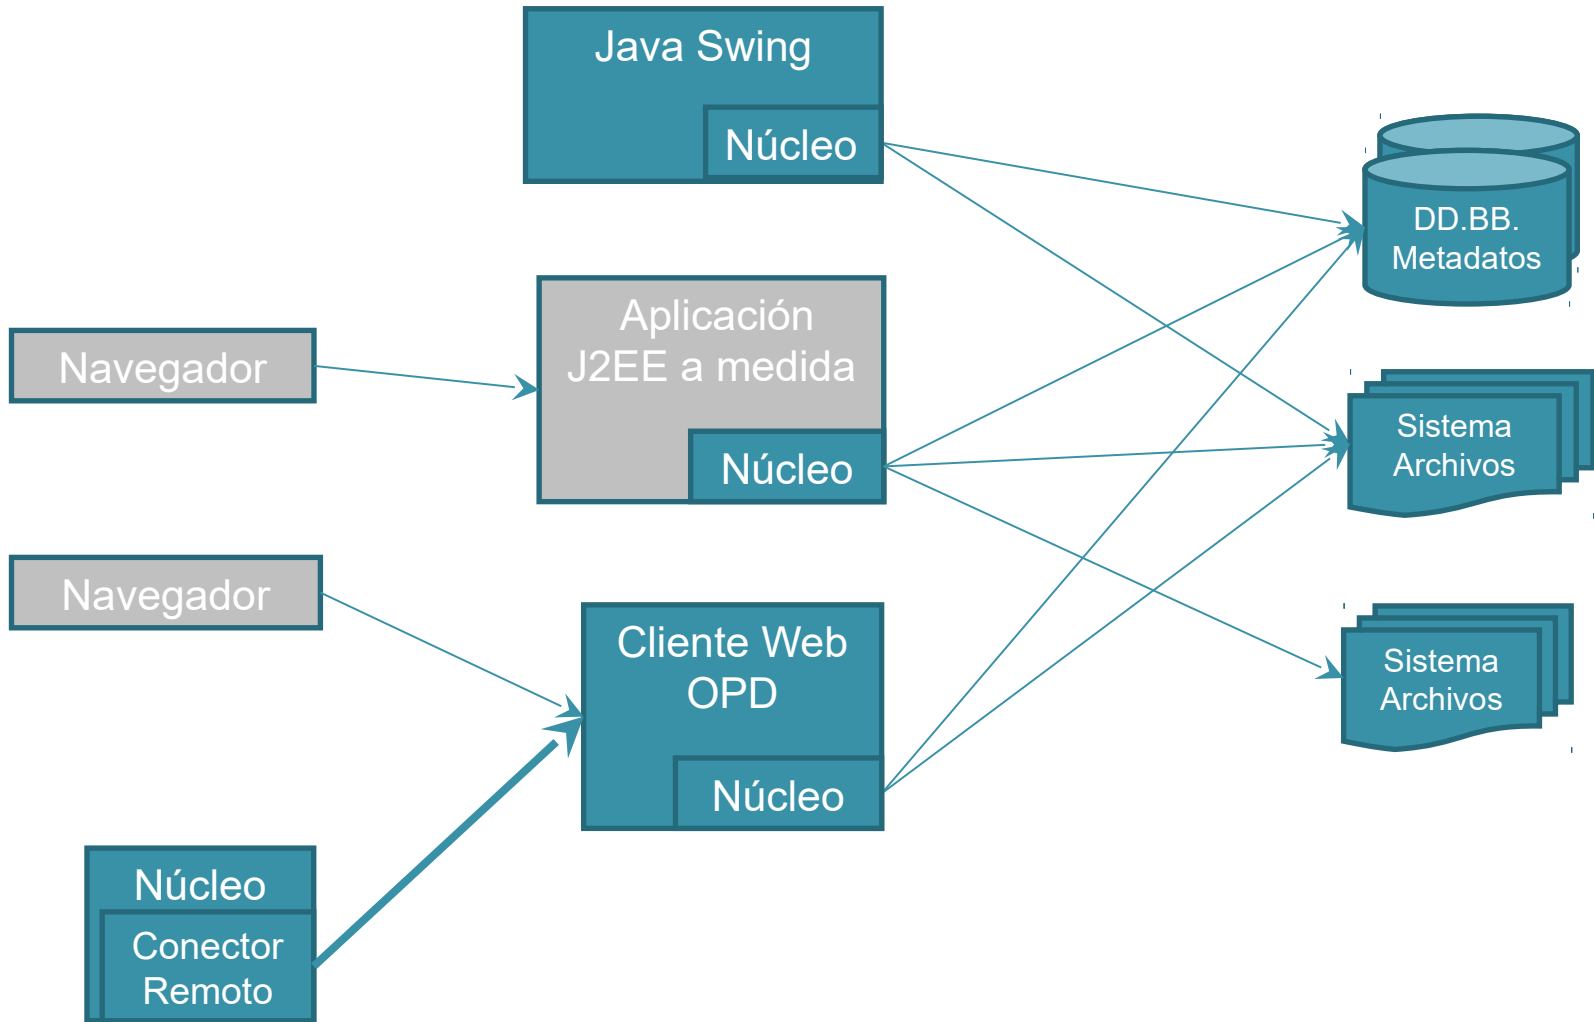 Java Swing
Núcleo
DD.BB.
Metadatos
Aplicación
J2EE a medida
Núcleo
Navegador
Sistema
Archivos
Navegador
Cliente Web
OPD
Núcleo
Sistema
Archivos
Núcleo
Conector
Remoto